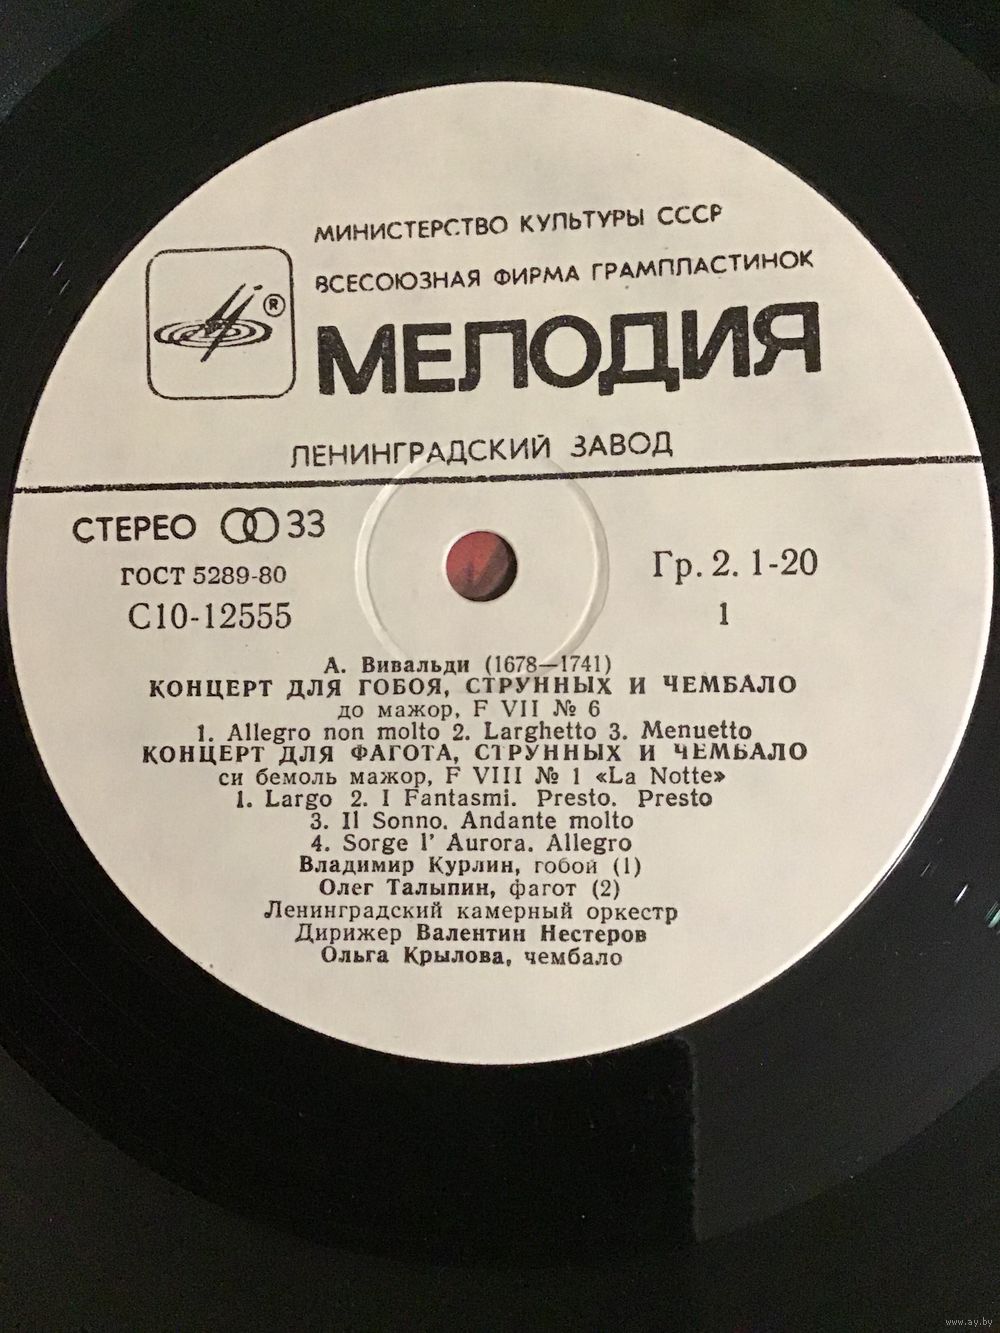 МИНИСТЕРСТВО КУЛЬТУРЫ СССР
ВСЕСОЮЗНАЯ ФИРМА ГРАМПЛАСТИНОК
®
МЕЛОДИЯ
ЛЕНИНГРАДСКИЙ ЗАВОД
СТЕРЕО 33
ГОСТ 5289-80
Гр. 2. 1-20
С10-12555
1
А. Вивальди (1678—1741)
КОНЦЕРТ ДЛЯ ГОБОЯ, СТРУННЫХ И ЧЕМБАЛО
до мажор, F VII № 6
1. Allegro non molto 2. Larghetto 3. Menuetto
КОНЦЕРТ ДЛЯ ФАГОТА, СТРУННЫХ И ЧЕМБАЛО
си бемоль мажор, F VIII № 1 «La Notte»
1. Largo 2. I Fantasmi. Presto. Presto
3. Il Sonno. Andante molto
4. Sorge l' Aurora. Allegro
Владимир Курлин, гобой (1)
Олег Талыпин, фагот (2)
Ленинградский камерный оркестр
Дирижер Валентин Нестеров
Ольга Крылова, чембало
www.ay.by